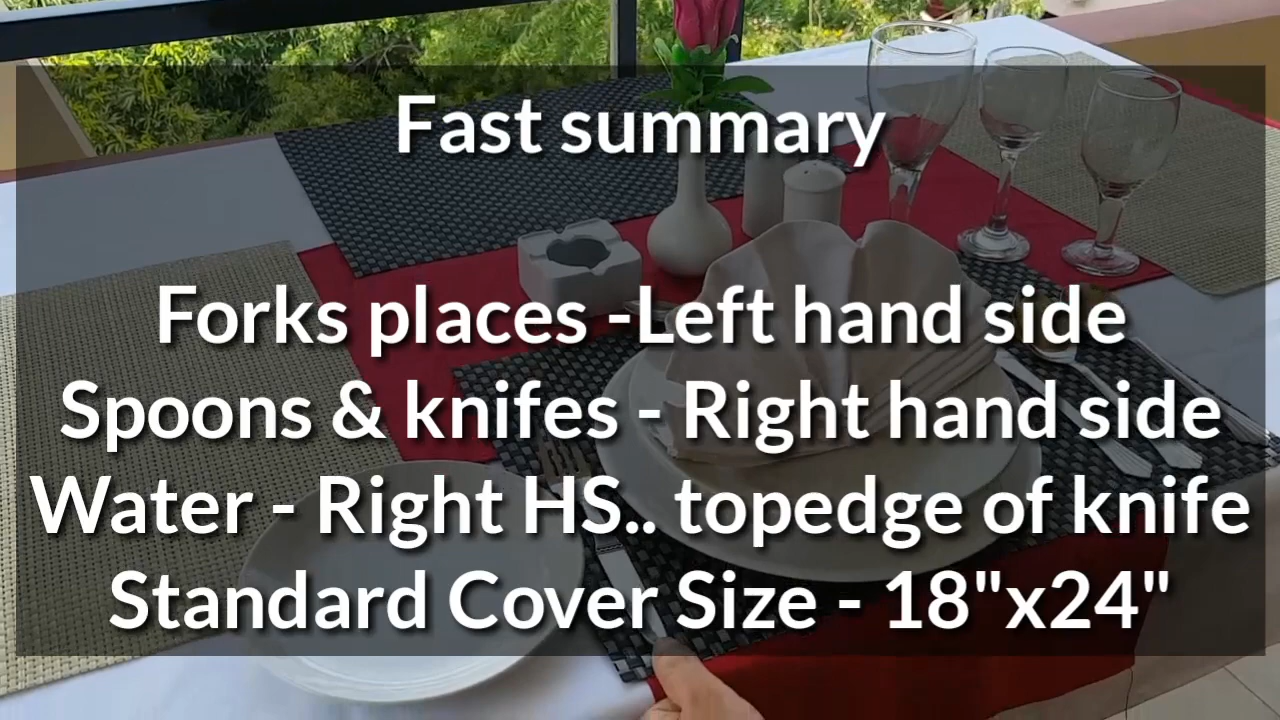 Fast summary
Forks places -Left hand side
Spoons & knifes - Right hand side
Water - Right HS.. topedge of knife
Standard Cover Size - 18"x24"